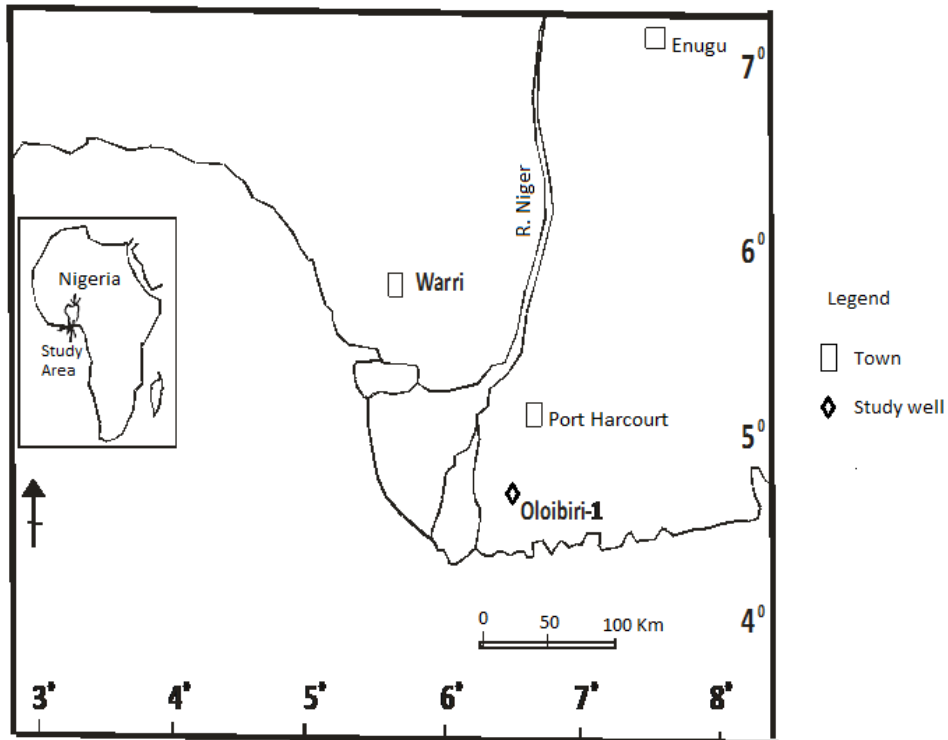 Enugu
7⁰
R. Niger
6⁰
Warri
Nigeria
Study
Area
Legend
Town
Study well
Port Harcourt
5⁰
Oloibiri-1
0 50 100 Km
4⁰
3° 4° 5° 6° 7° 8°